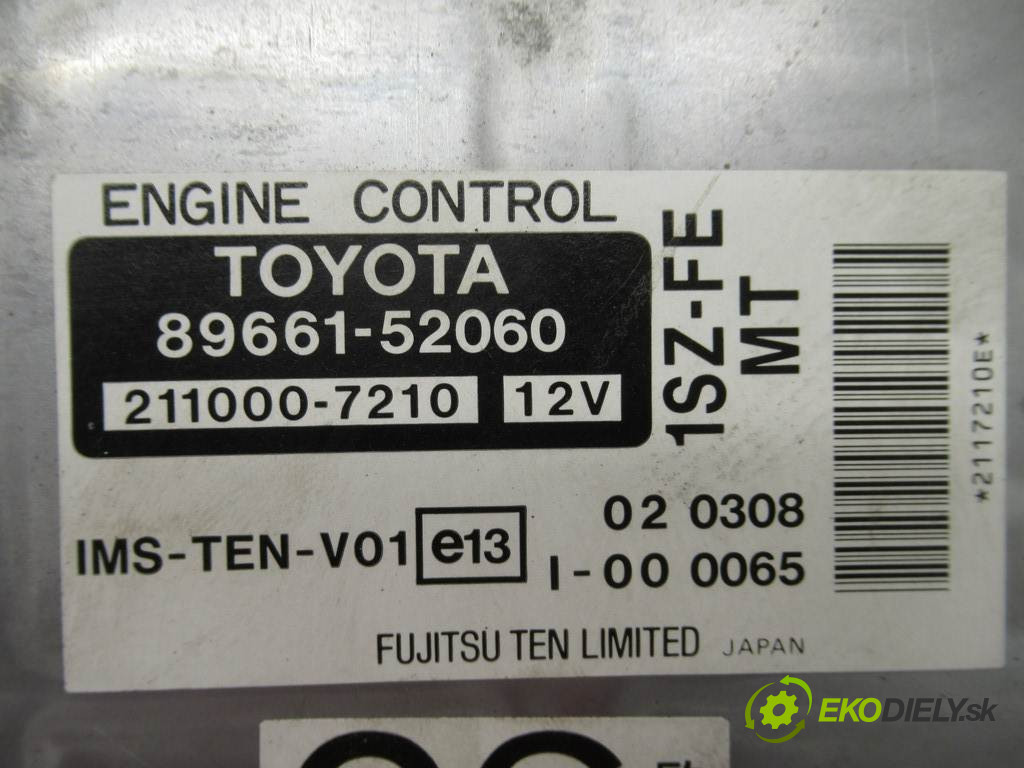 ENGINE CONTROL
TOYOTA
89661-52060
211000-7210 12V
1SZ-FE
MT
*2117210E*
IMS-TEN-V01 e13 02 0308
I-00 0065
FUJITSU TEN LIMITED JAPAN
EKODIELY.sk